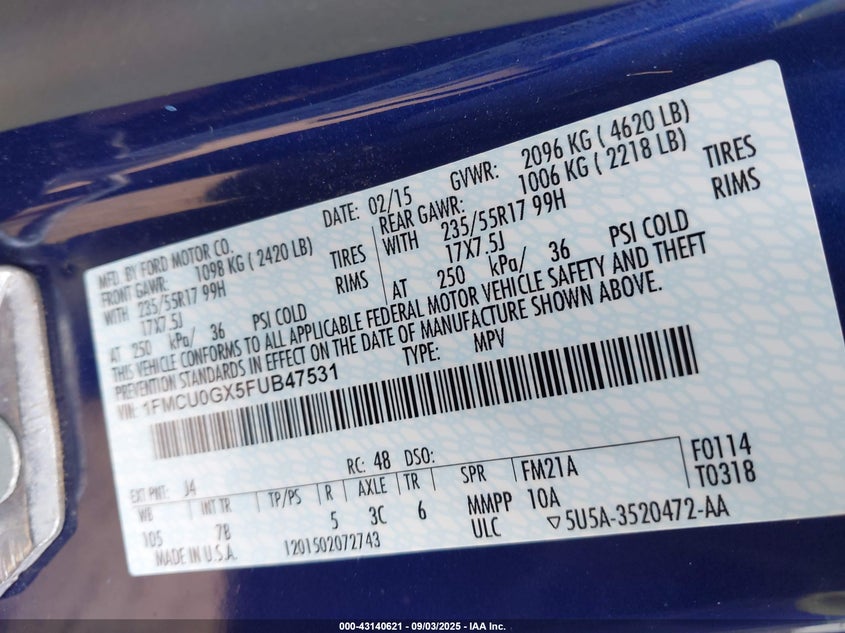 MFD. BY FORD MOTOR CO.
DATE: 02/15 GVWR: 2096 KG ( 4620 LB)
FRONT GAWR: 1098 KG ( 2420 LB)
REAR GAWR: 1006 KG ( 2218 LB)
WITH 235/55R17 99H TIRES
WITH 235/55R17 99H TIRES
17X7.5J RIMS
17X7.5J RIMS
AT 250 kPa/ 36 PSI COLD
AT 250 kPa/ 36 PSI COLD
THIS VEHICLE CONFORMS TO ALL APPLICABLE FEDERAL MOTOR VEHICLE SAFETY AND THEFT
PREVENTION STANDARDS IN EFFECT ON THE DATE OF MANUFACTURE SHOWN ABOVE.
VIN: 1FMCU0GX5FUB47531 TYPE: MPV
EXT PNT: J4 RC: 48 DSO: F0114
WB INT TR TP/PS R AXLE TR SPR FM21A T0318
105 7B 5 3C 6 MMPP 10A
MADE IN U.S.A. 1201502072743 ULC ▽5U5A-3520472-AA
000-43140621 - 09/03/2025 - IAA Inc.